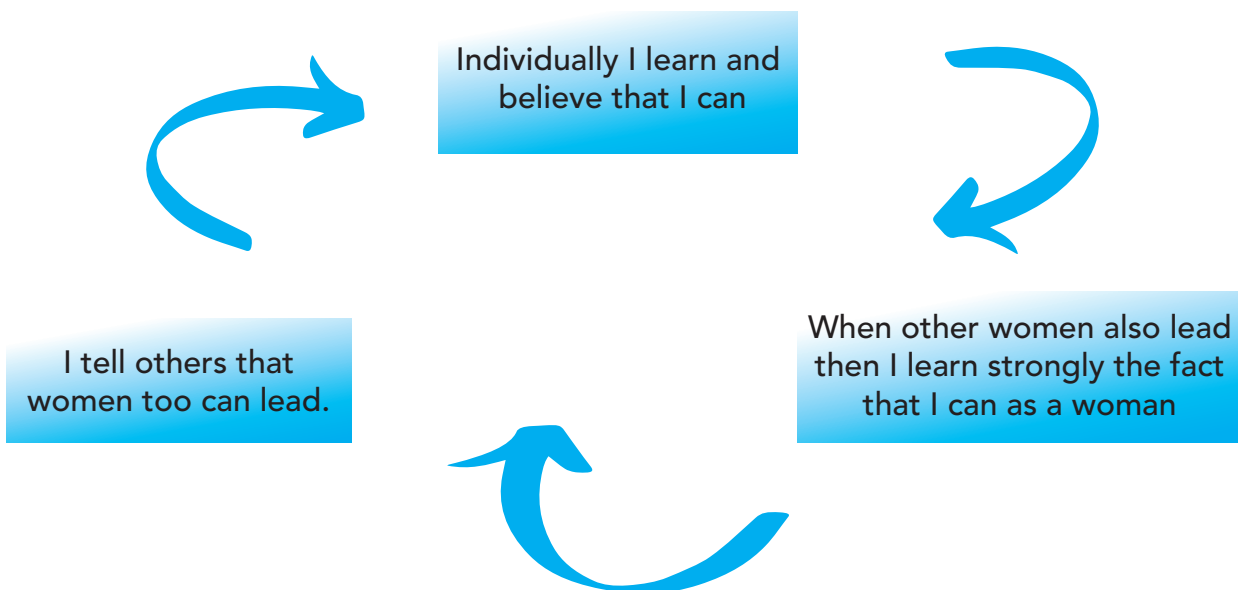 Individually I learn and
believe that I can
When other women also lead
then I learn strongly the fact
that I can as a woman
I tell others that
women too can lead.